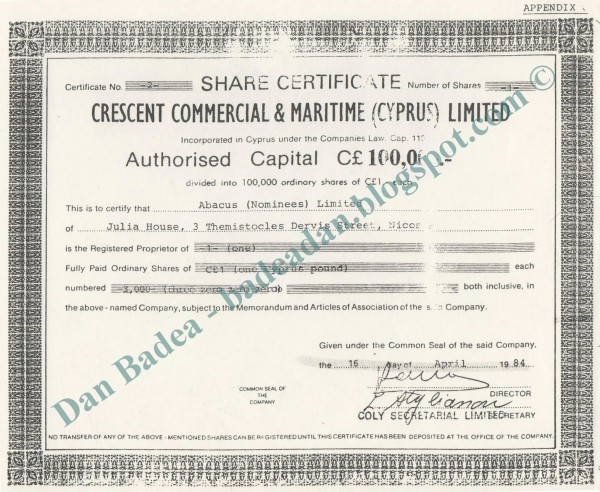 APPENDIX
Certificate No. -2- SHARE CERTIFICATE Number of Shares -1-
CRESCENT COMMERCIAL & MARITIME (CYPRUS) LIMITED
Incorporated in Cyprus under the Companies Law, Cap. 113
Authorised Capital C£ 100,0 .-
divided into 100,000 ordinary shares of C£1 each
This is to certify that Abacus (Nominees) Limited
of Julia House, 3 Themistocles Dervis Street, Nicos
is the Registered Proprietor of -1- (one)
Fully Paid Ordinary Shares of C£1 (one Cyprus pound) each
numbered -3,000- (three zero zero zero) both inclusive, in
the above - named Company, subject to the Memorandum and Articles of Association of the Company.
Given under the Common Seal of the said Company,
the 16 day of April 1984
COMMON SEAL OF
THE
COMPANY
DIRECTOR
COLY SECRETARIAL LIMITED SECRETARY
NO TRANSFER OF ANY OF THE ABOVE - MENTIONED SHARES CAN BE REGISTERED UNTIL THIS CERTIFICATE HAS BEEN DEPOSITED AT THE OFFICE OF THE COMPANY.
Dan Badea - badeadan.blogspot.com ©